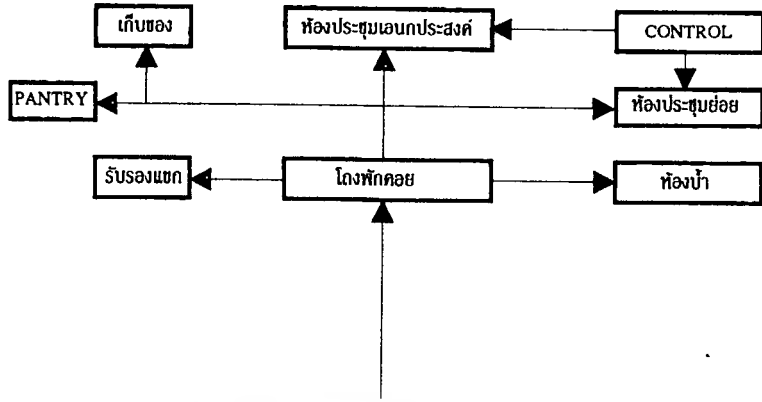 เก็บของ
ห้องประชุมเอนกประสงค์
CONTROL
PANTRY
ห้องประชุมย่อย
รับรองแขก
โถงพักคอย
ห้องน้ำ